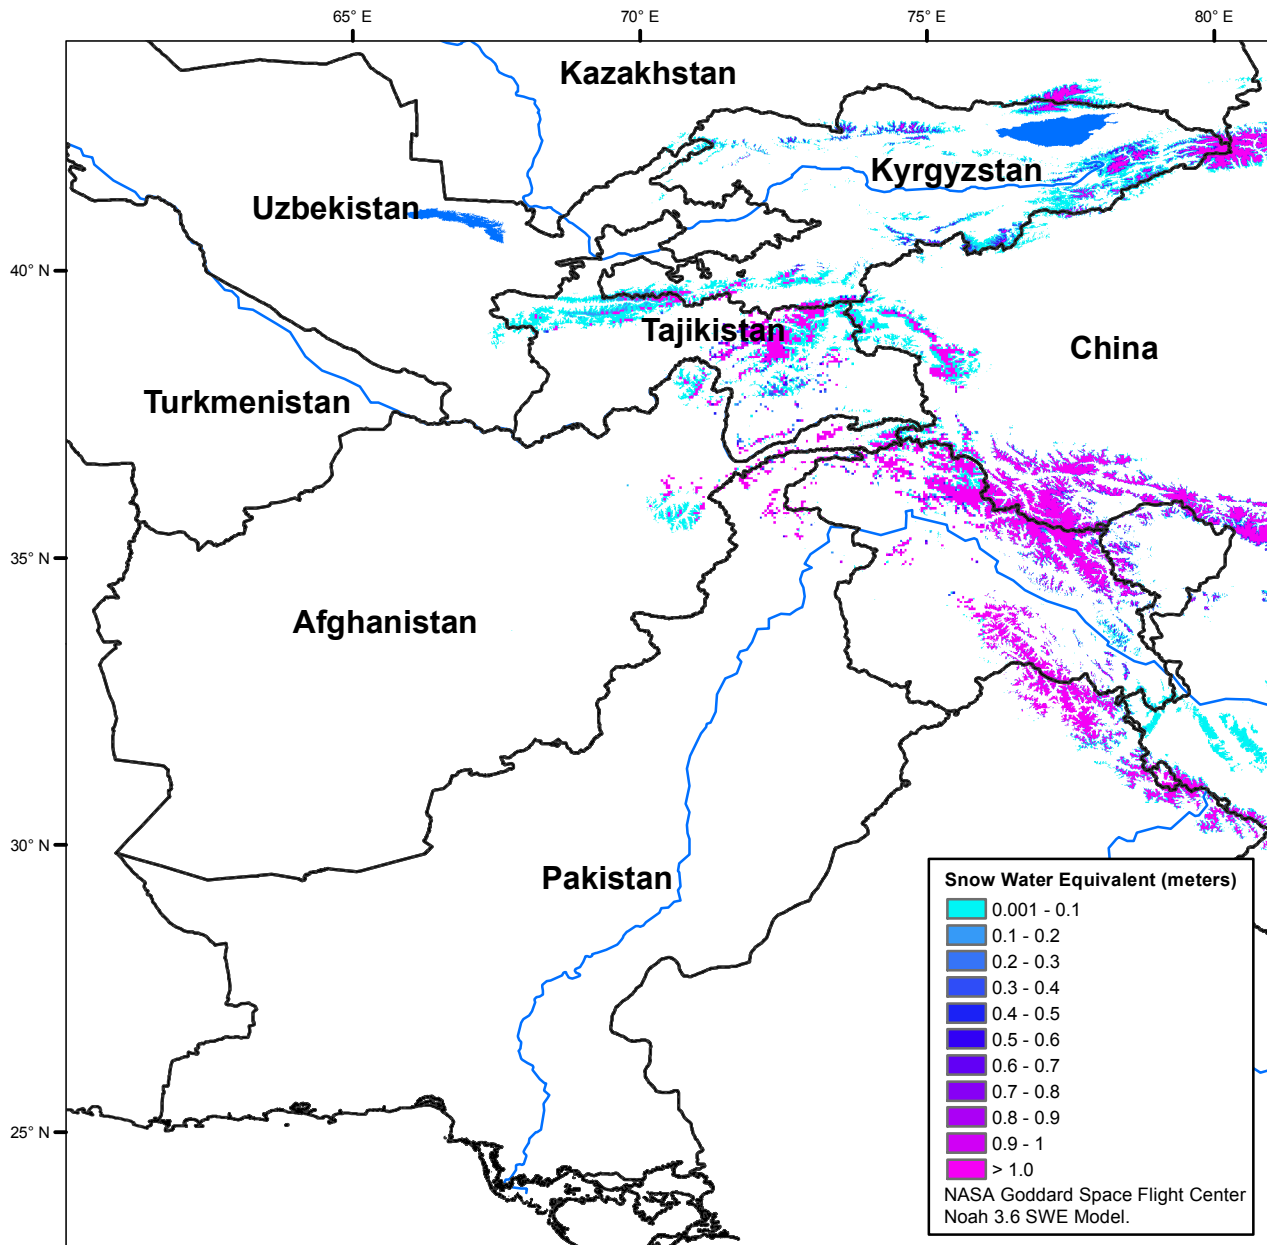 65° E
70° E
75° E
80° E
Kazakhstan
Kyrgyzstan
Uzbekistan
40° N
Tajikistan
China
Turkmenistan
35° N
Afghanistan
30° N
Pakistan
25° N
Snow Water Equivalent (meters)
0.001 - 0.1
0.1 - 0.2
0.2 - 0.3
0.3 - 0.4
0.4 - 0.5
0.5 - 0.6
0.6 - 0.7
0.7 - 0.8
0.8 - 0.9
0.9 - 1
> 1.0
NASA Goddard Space Flight Center
Noah 3.6 SWE Model.